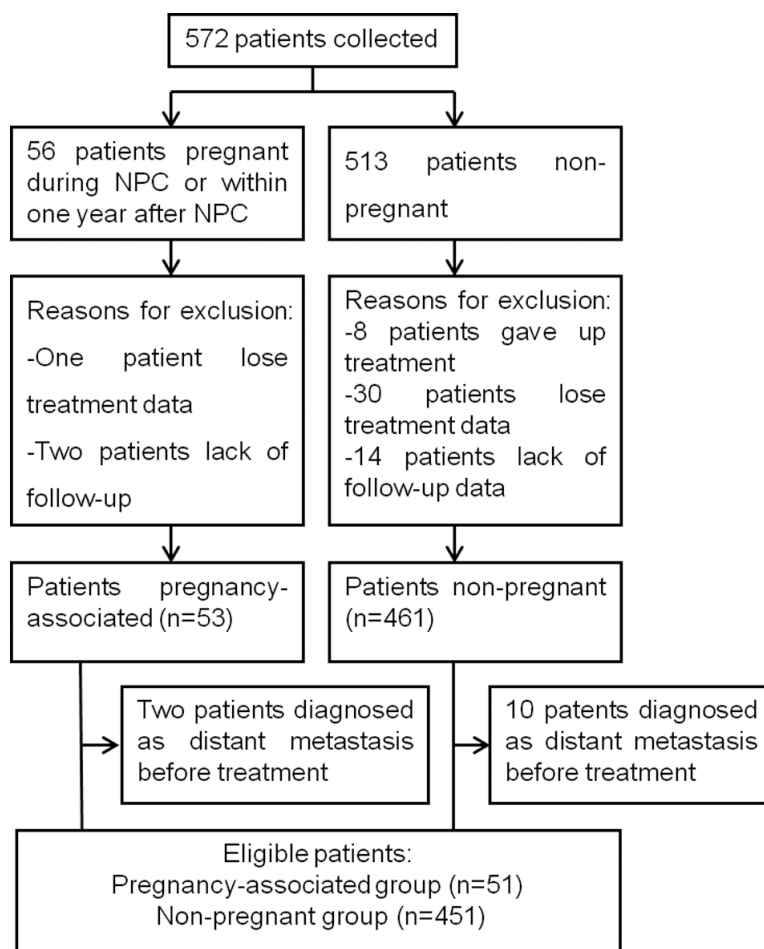 572 patients collected
56 patients pregnant
during NPC or within
one year after NPC
513 patients non-
pregnant
Reasons for exclusion:
-One patient lose
treatment data
-Two patients lack of
follow-up
Reasons for exclusion:
-8 patients gave up
treatment
-30 patients lose
treatment data
-14 patients lack of
follow-up data
Patients pregnancy-
associated (n=53)
Patients non-pregnant
(n=461)
Two patients diagnosed
as distant metastasis
before treatment
10 patents diagnosed
as distant metastasis
before treatment
Eligible patients:
Pregnancy-associated group (n=51)
Non-pregnant group (n=451)